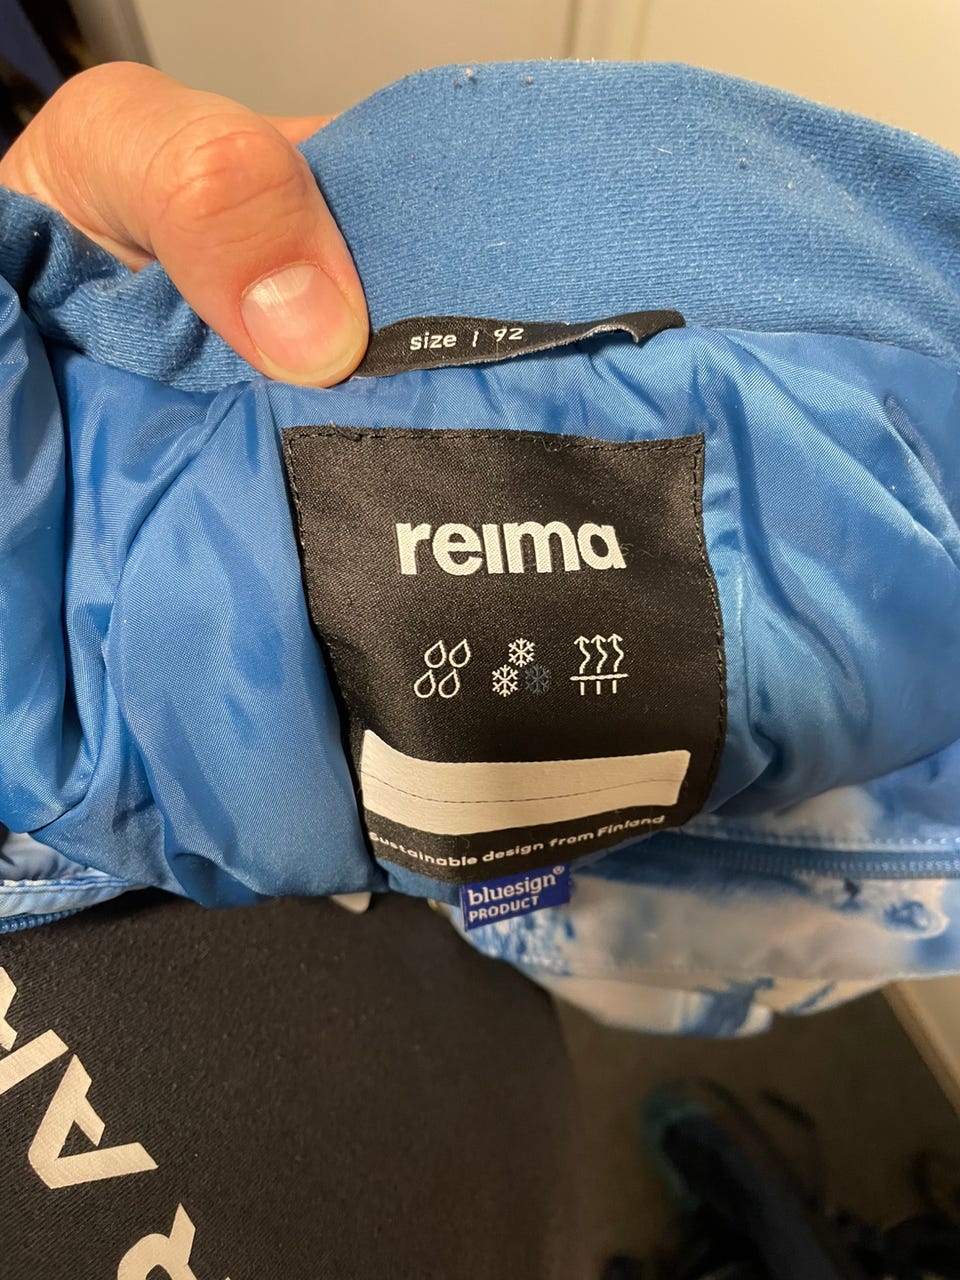 size | 92
reima
Sustainable design from Finland
bluesign®
PRODUCT